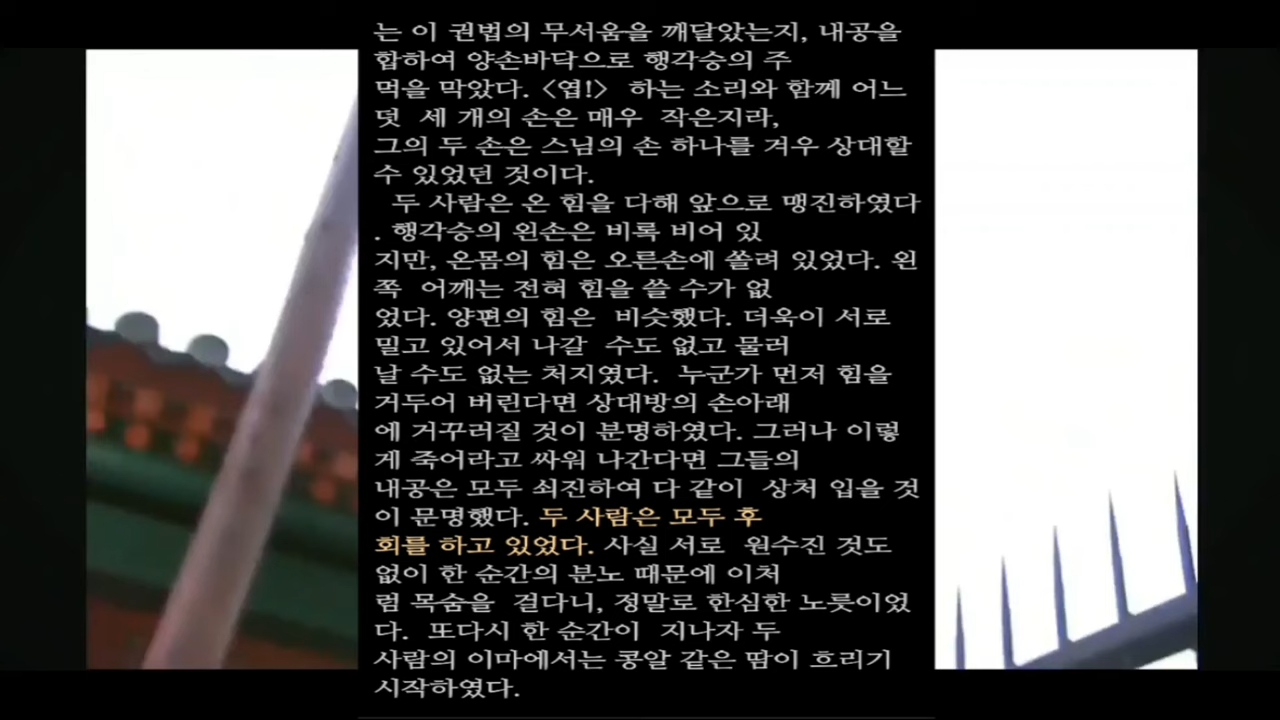 는 이 권법의 무서움을 깨달았는지, 내공을
합하여 양손바닥으로 행각승의 주
먹을 막았다. <엽!> 하는 소리와 함께 어느
덧 세 개의 손은 매우 작은지라,
그의 두 손은 스님의 손 하나를 겨우 상대할
수 있었던 것이다.
두 사람은 온 힘을 다해 앞으로 맹진하였다
. 행각승의 왼손은 비록 비어 있
지만, 온몸의 힘은 오른손에 쏠려 있었다. 왼
쪽 어깨는 전혀 힘을 쓸 수가 없
었다. 양편의 힘은 비슷했다. 더욱이 서로
밀고 있어서 나갈 수도 없고 물러
날 수도 없는 처지였다. 누군가 먼저 힘을
거두어 버린다면 상대방의 손아래
에 거꾸러질 것이 분명하였다. 그러나 이렇
게 죽어라고 싸워 나간다면 그들의
내공은 모두 쇠진하여 다 같이 상처 입을 것
이 문명했다. 두 사람은 모두 후
회를 하고 있었다. 사실 서로 원수진 것도
없이 한 순간의 분노 때문에 이처
럼 목숨을 걸다니, 정말로 한심한 노릇이었
다. 또다시 한 순간이 지나자 두
사람의 이마에서는 콩알 같은 땀이 흐리기
시작하였다.